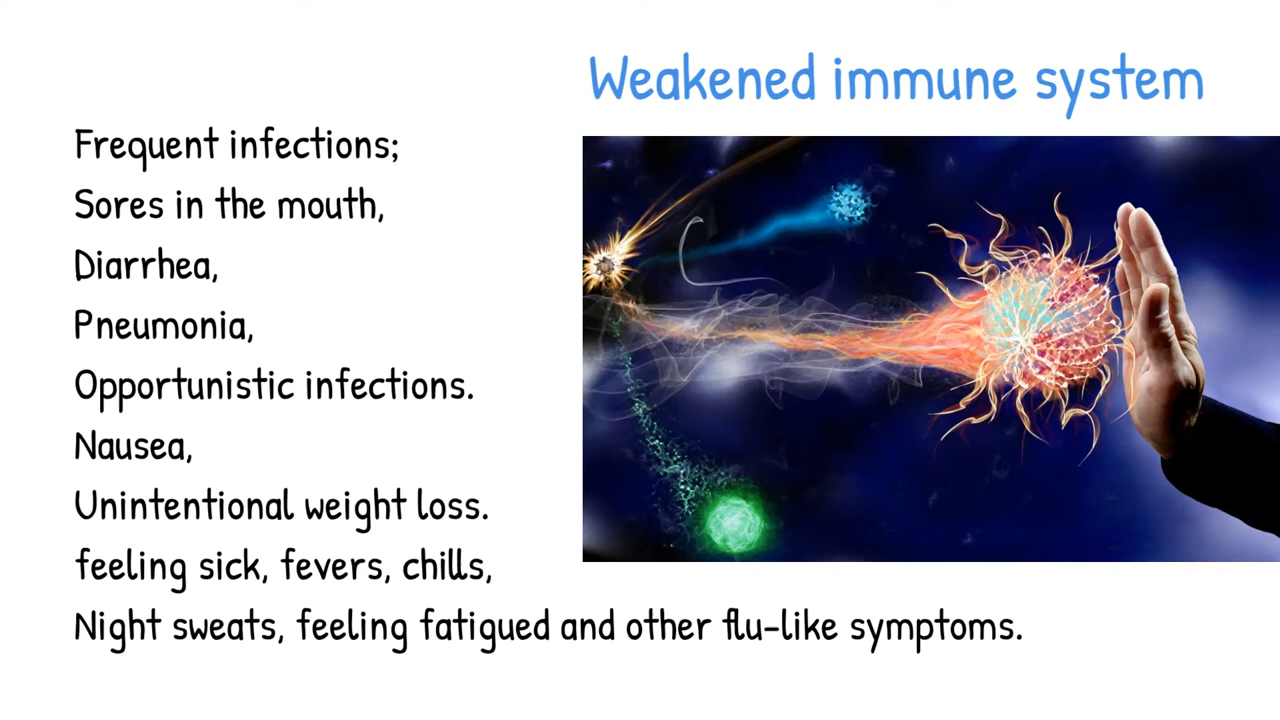 Weakened immune system
Frequent infections;
Sores in the mouth,
Diarrhea,
Pneumonia,
Opportunistic infections.
Nausea,
Unintentional weight loss.
feeling sick, fevers, chills,
Night sweats, feeling fatigued and other flu-like symptoms.